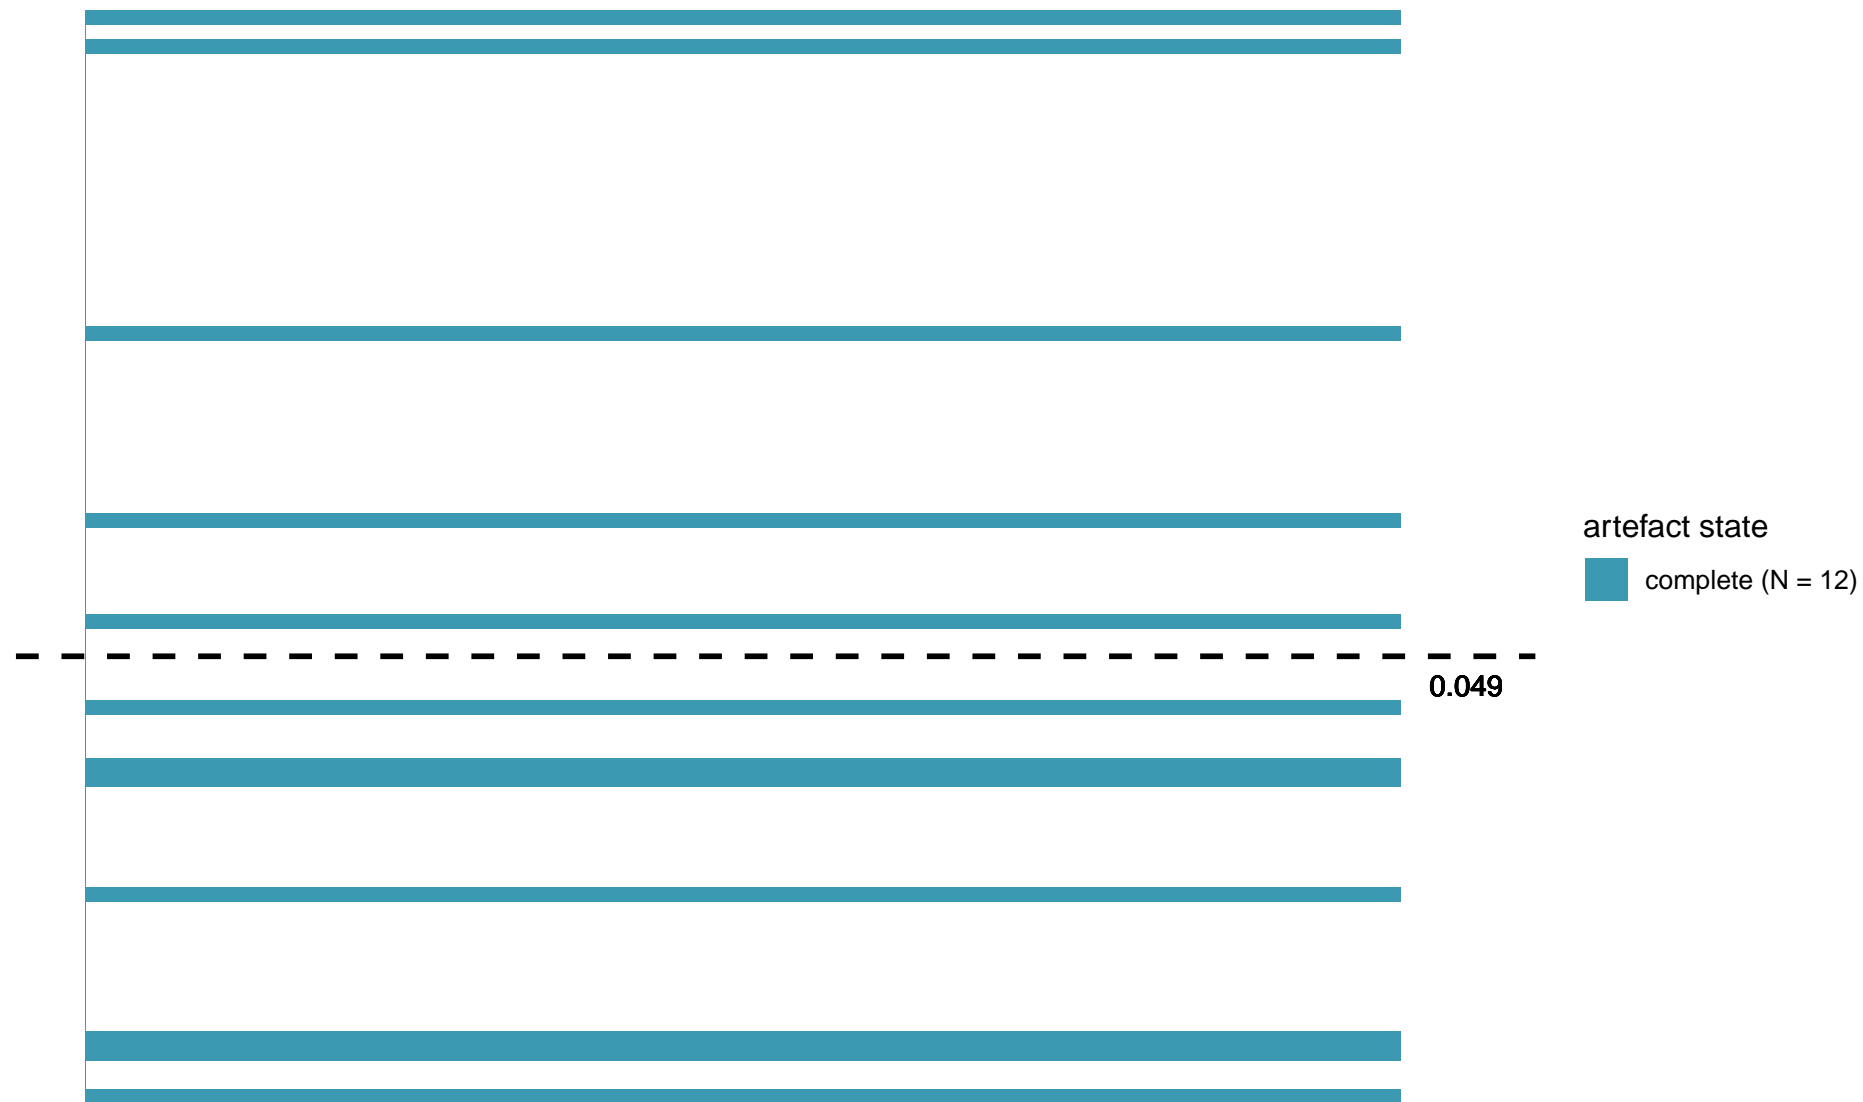 artefact state
complete (N = 12)
0.049